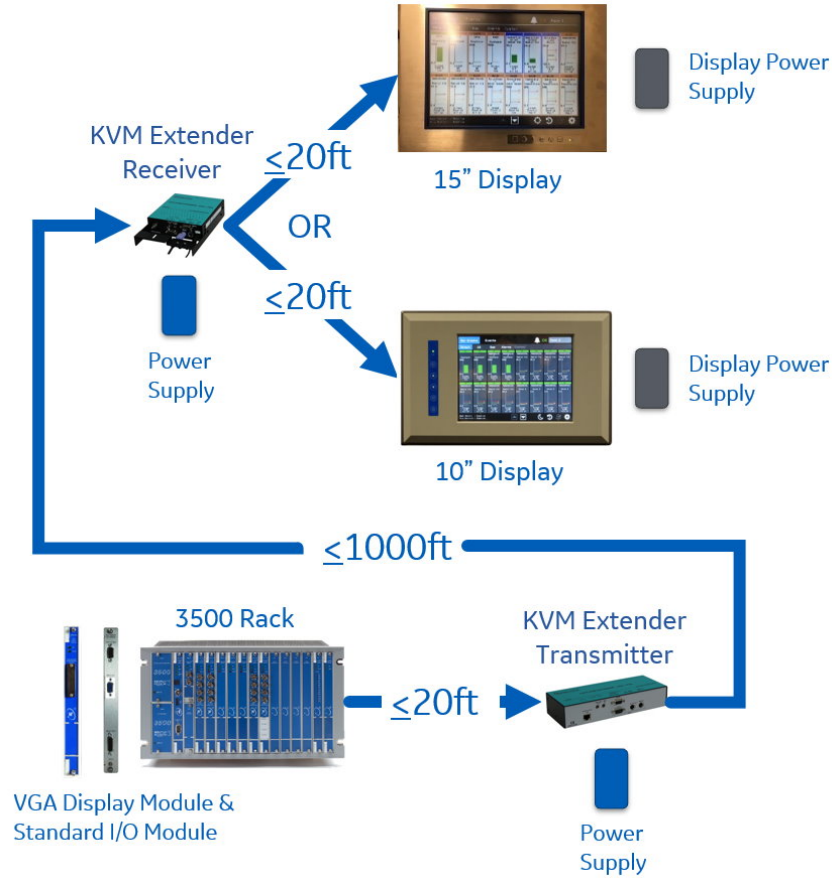 KVM Extender
Receiver
≤20ft
15” Display
Display Power
Supply
OR
≤20ft
Power
Supply
10” Display
Display Power
Supply
≤1000ft
3500 Rack
KVM Extender
Transmitter
≤20ft
VGA Display Module &
Standard I/O Module
Power
Supply